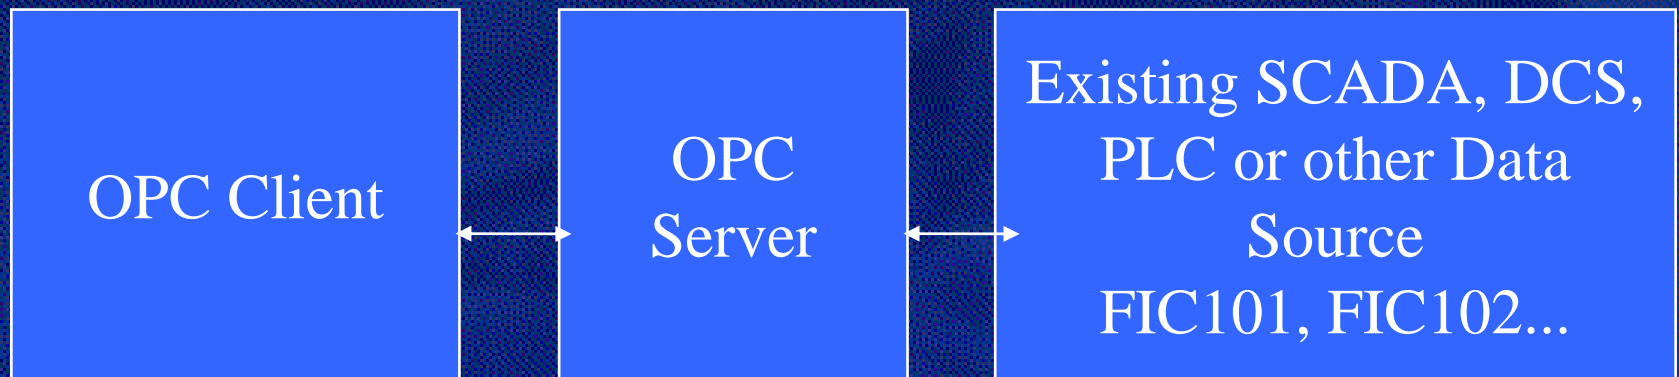 OPC Client
OPC
Server
Existing SCADA, DCS,
PLC or other Data
Source
FIC101, FIC102...